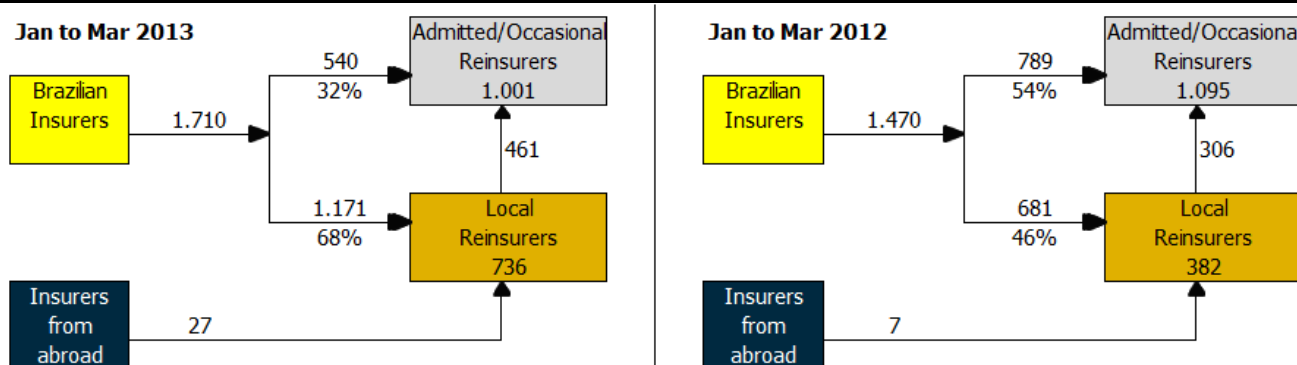 Jan to Mar 2013
Brazilian
Insurers
1.710
540
32%
Admitted/Occasional
Reinsurers
1.001
461
1.171
68%
Local
Reinsurers
736
Insurers
from
abroad
27
Jan to Mar 2012
Brazilian
Insurers
1.470
789
54%
Admitted/Occasiona
Reinsurers
1.095
306
681
46%
Local
Reinsurers
382
Insurers
from
abroad
7